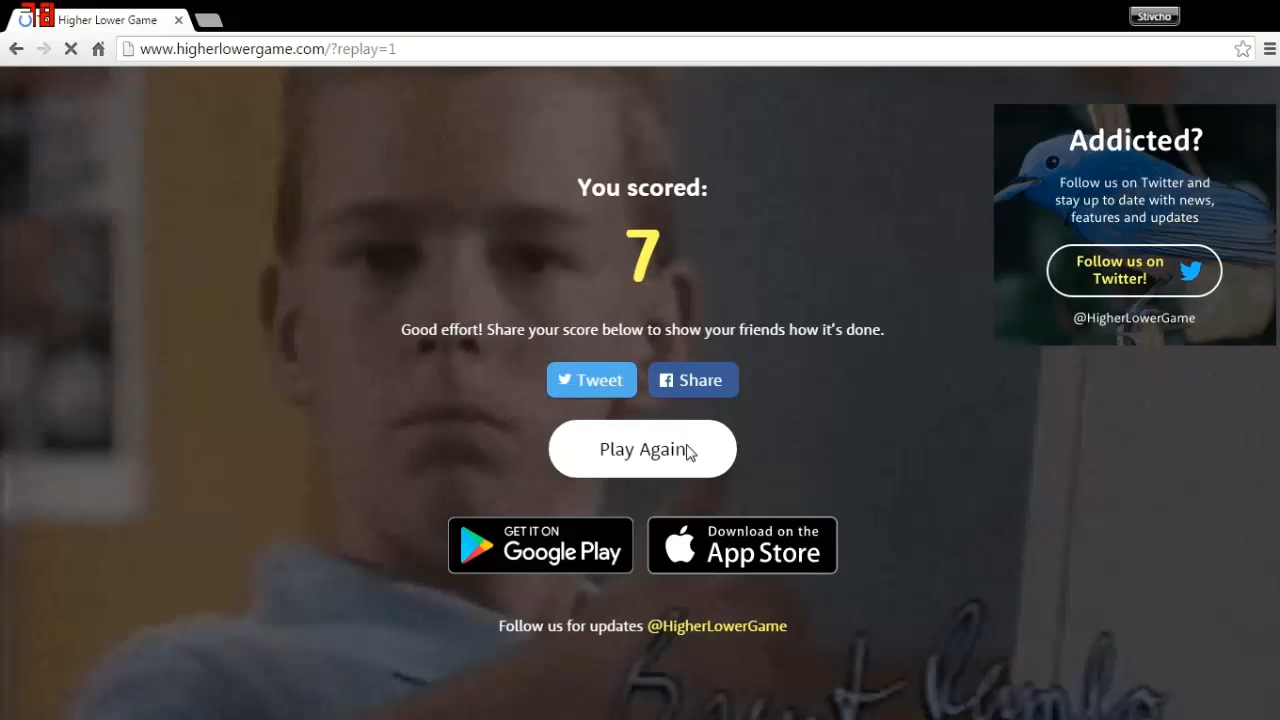 Higher Lower Game
Stivcho
www.higherlowergame.com/?replay=1
Addicted?
Follow us on Twitter and
stay up to date with news,
features and updates
Follow us on
Twitter!
@HigherLowerGame
You scored:
7
Good effort! Share your score below to show your friends how it's done.
Tweet
Share
Play Again
GET IT ON
Google Play
Download on the
App Store
Follow us for updates @HigherLowerGame
Brent Rambo